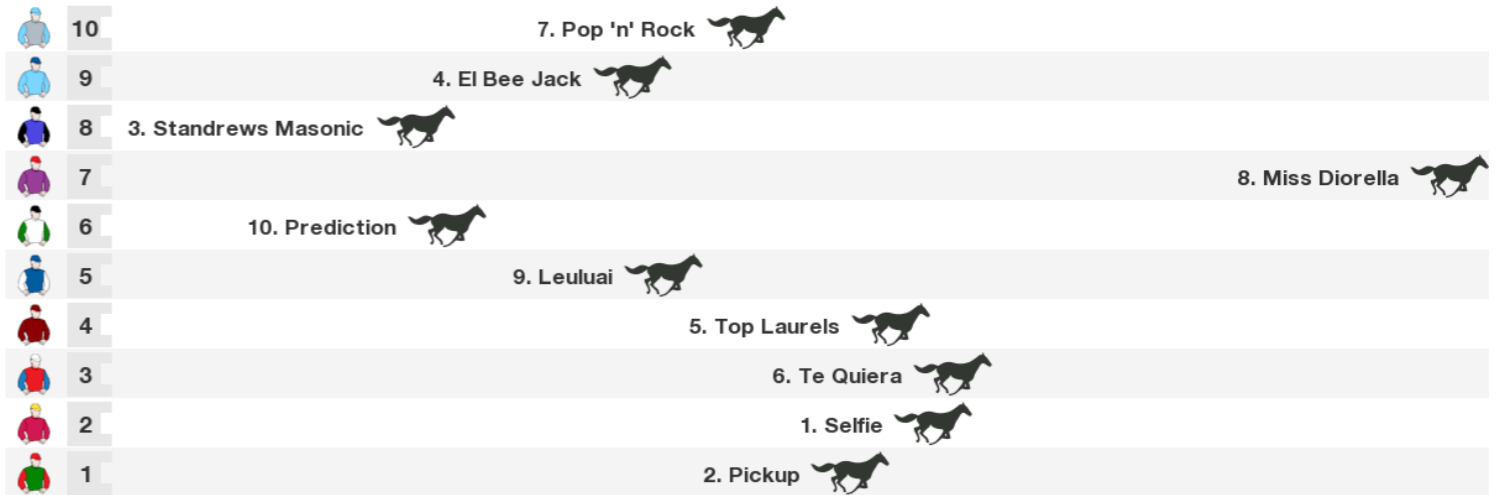 10 7. Pop 'n' Rock
9 4. El Bee Jack
8 3. Standrews Masonic
7 8. Miss Diorella
6 10. Prediction
5 9. Leuluai
4 5. Top Laurels
3 6. Te Quiera
2 1. Selfie
1 2. Pickup